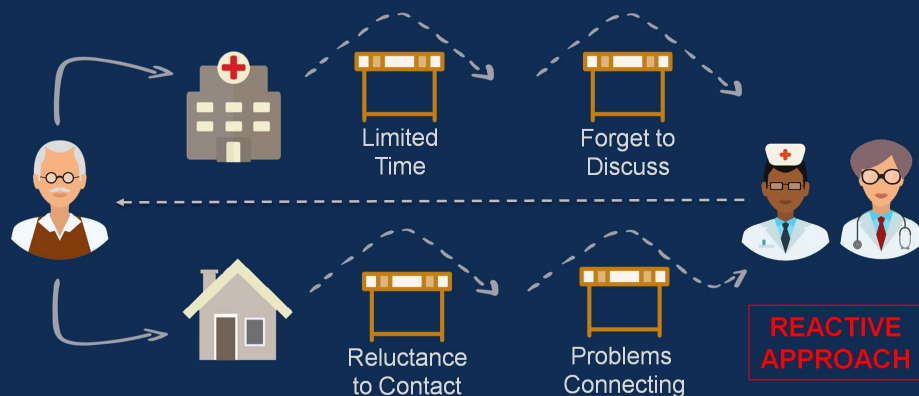 Limited
Time
Forget to
Discuss
Reluctance
to Contact
Problems
Connecting
REACTIVE
APPROACH